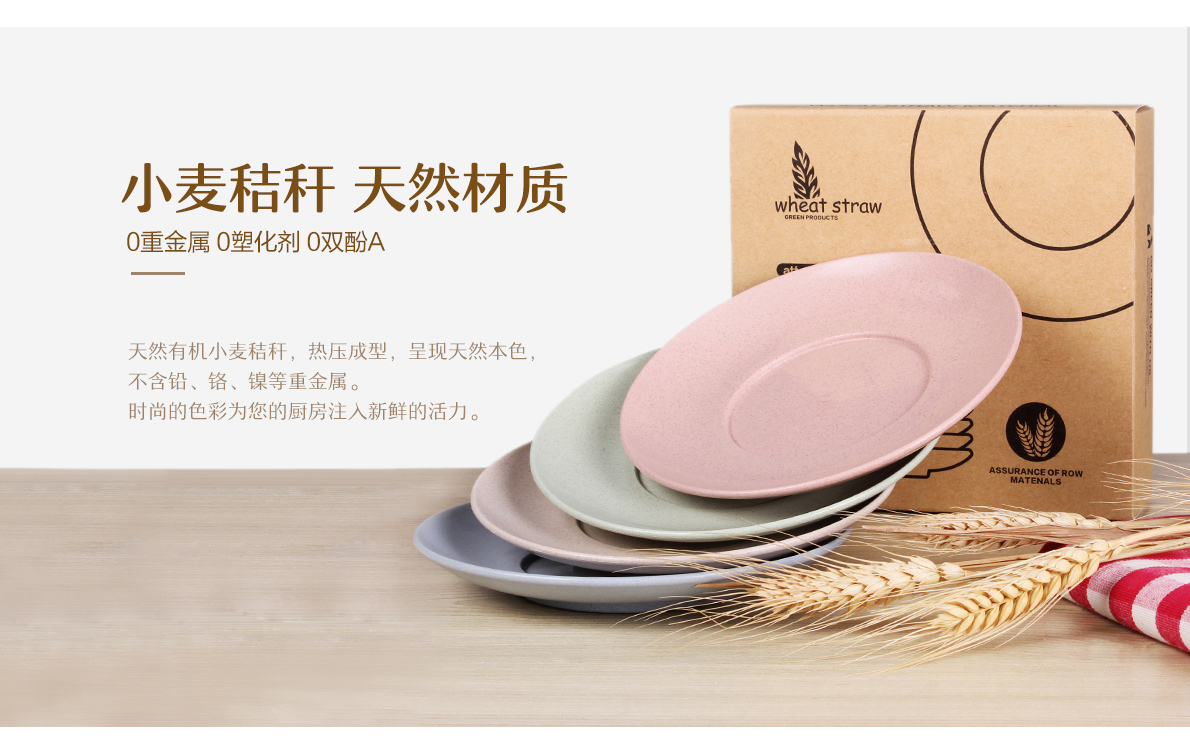 小麦秸秆 天然材质
0重金属 0塑化剂 0双酚A
天然有机小麦秸秆，热压成型，呈现天然本色，
不含铅、铬、镍等重金属。
时尚的色彩为您的厨房注入新鲜的活力。
wheat straw
GREEN PRODUCTS
ASSURANCE OF ROW
MATENALS